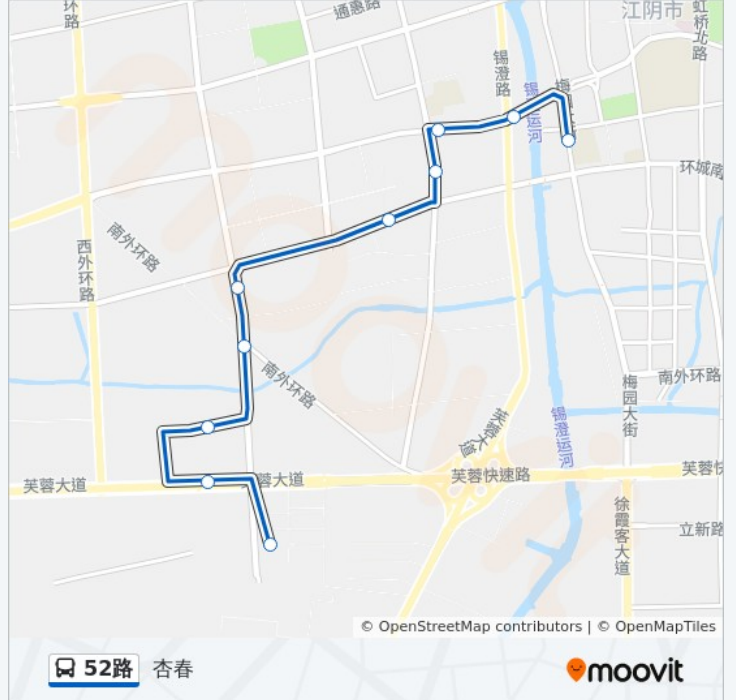 环路
通惠路
江阴市
虹桥北路
锡澄路
锡澄运河
梅
环城南
南外环路
西外环路
南外环路
南外环路
梅园大街
芙蓉大道
锡澄运河
芙蓉大道
蓉大道
芙蓉快速路
芙蓉快
徐霞客大道
立新路
© OpenStreetMap contributors | © OpenMapTiles
52路 杏春
moovit